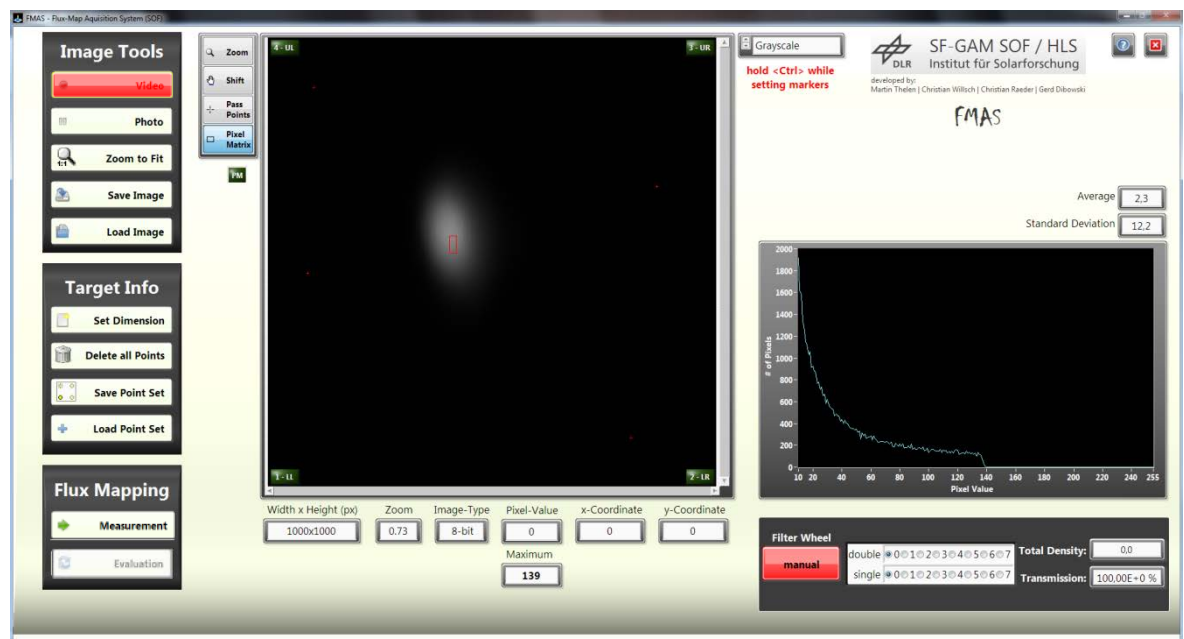 FMAS - Flux-Map Aquisition System (SOF)
Image Tools
Video
Photo
1:1
Zoom to Fit
Save Image
Load Image
Target Info
Set Dimension
Delete all Points
Save Point Set
Load Point Set
Flux Mapping
Measurement
Evaluation
Zoom
Shift
Pass
Points
Pixel
Matrix
PM
4 - UL
3 - UR
1 - LL
2 - LR
Width x Height (px)
Zoom
Image-Type
Pixel-Value
x-Coordinate
y-Coordinate
1000x1000
0.73
8-bit
0
0
0
Maximum
139
Grayscale
hold <Ctrl> while
setting markers
DLR
SF-GAM SOF / HLS
Institut für Solarforschung
developed by:
Martin Thelen | Christian Willsch | Christian Raeder | Gerd Dibowski
FMAS
Average
2,3
Standard Deviation
12,2
# of Pixels
2000
1800
1600
1400
1200
1000
800
600
400
200
0
10 20 40 60 80 100 120 140 160 180 200 220 240 255
Pixel Value
Filter Wheel
manual
double 0 1 2 3 4 5 6 7
single 0 1 2 3 4 5 6 7
Total Density:
0,0
Transmission:
100,00E+0 %